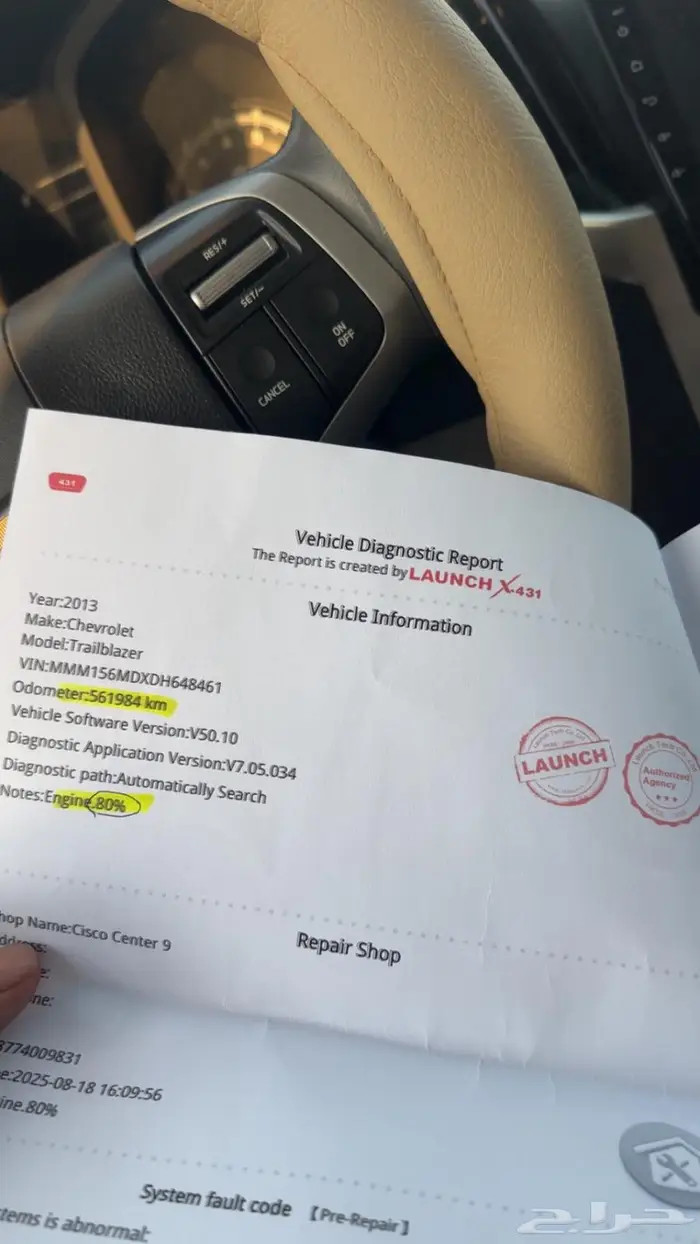 RES/+
SET/−
ON
OFF
CANCEL
431
Vehicle Diagnostic Report
The Report is created by LAUNCH X-431
Vehicle Information
Year:2013
Make:Chevrolet
Model:Trailblazer
VIN:MMM156MDXDH648461
Odometer:561984 km
Vehicle Software Version:V50.10
Diagnostic Application Version:V7.05.034
Diagnostic path:Automatically Search
Notes:Engine.80%
LAUNCH
Authorized
Agency
Repair Shop
hop Name:Cisco Center 9
ddress:
e:
ne:
3774009831
e:2025-08-18 16:09:56
ine.80%
System fault code 【Pre-Repair】
tems is abnormal:
حراج